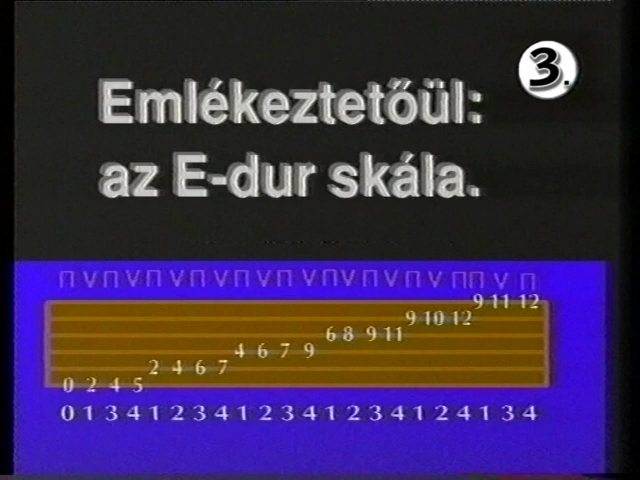 3.
Emlékeztetőül:
az E-dur skála.
9 11 12
9 10 12
6 8 9 11
4 6 7 9
2 4 6 7
0 2 4 5
0 1 3 4 1 2 3 4 1 2 3 4 1 2 3 4 1 2 4 1 3 4